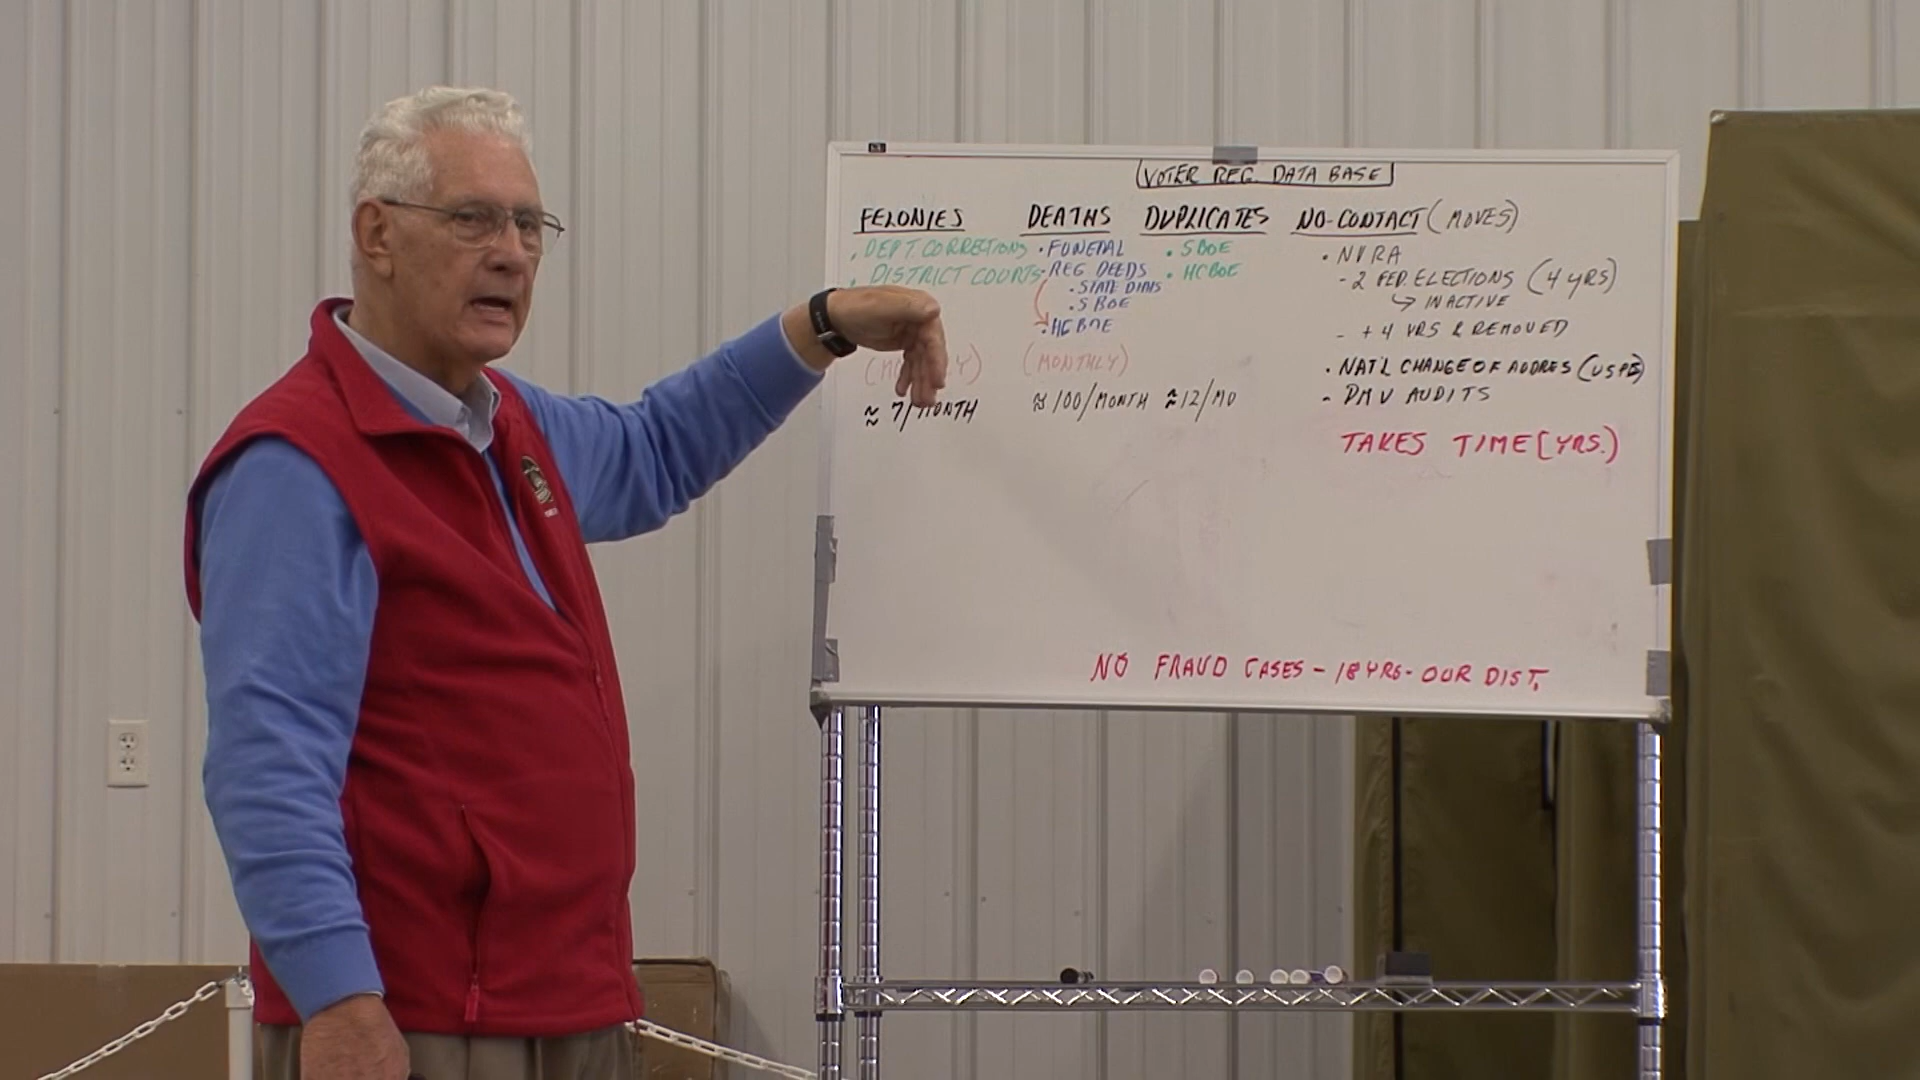 VOTER REG. DATA BASE
FELONIES
• DEPT. CORRECTIONS
• DISTRICT COURTS
≈ 7/MONTH
DEATHS
• FUNERAL
• REG DEEDS
• STATE
• SBOE
• HCBOE
(MONTHLY)
≈ 100/MONTH
DUPLICATES
• SBOE
• HCBOE
≈ 12/MO
NO-CONTACT (MOVES)
• NVRA
- 2 FED. ELECTIONS (4 YRS)
↳ INACTIVE
- + 4 YRS & REMOVED
• NAT'L CHANGE OF ADDRES (USPS)
- DMV AUDITS
TAKES TIME (YRS.)
NO FRAUD CASES - 18 YRS - OUR DIST.